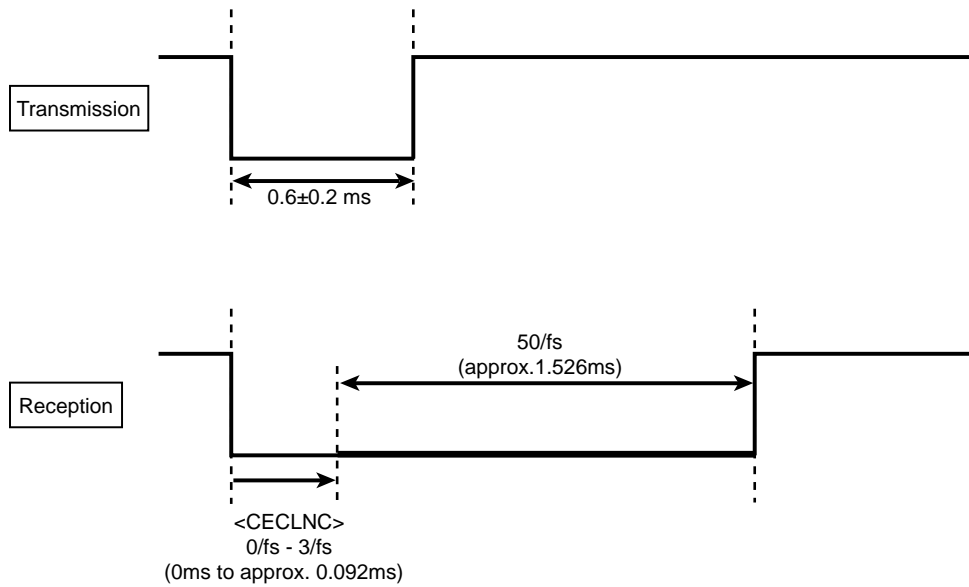 Transmission
0.6±0.2 ms
50/fs
(approx.1.526ms)
Reception
<CECLNC>
0/fs - 3/fs
(0ms to approx. 0.092ms)